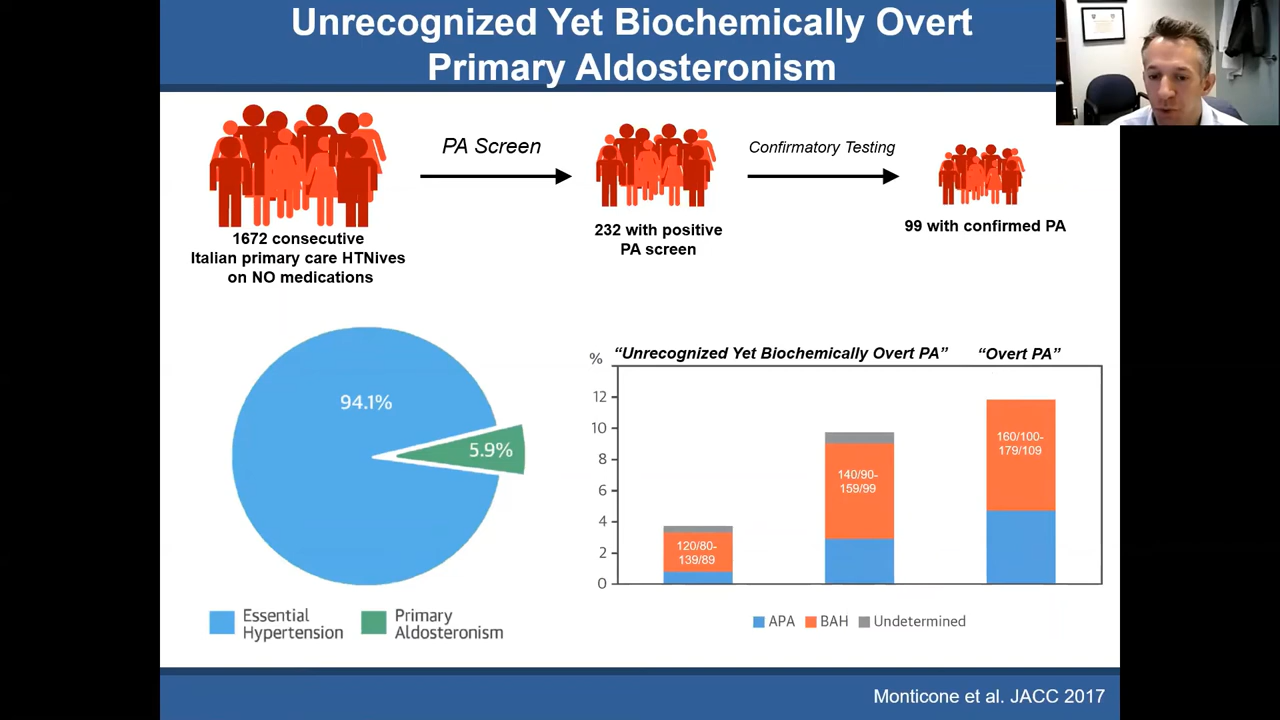 Unrecognized Yet Biochemically Overt
Primary Aldosteronism
PA Screen
Confirmatory Testing
1672 consecutive
Italian primary care HTNives
on NO medications
232 with positive
PA screen
99 with confirmed PA
94.1%
5.9%
Essential
Hypertension
Primary
Aldosteronism
%
“Unrecognized Yet Biochemically Overt PA”
“Overt PA”
12
10
8
6
4
2
0
120/80-
139/89
140/90-
159/99
160/100-
179/109
APA
BAH
Undetermined
Monticone et al. JACC 2017